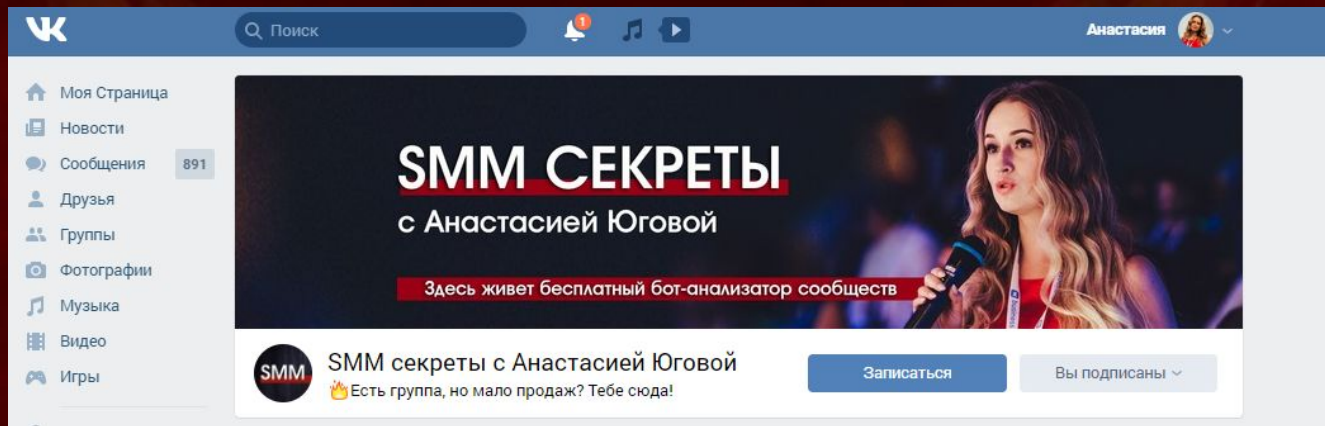 Поиск
1
Анастасия
Моя Страница
Новости
Сообщения 891
Друзья
Группы
Фотографии
Музыка
Видео
Игры
SMM СЕКРЕТЫ
с Анастасией Юговой
Здесь живет бесплатный бот-анализатор сообществ
SMM
SMM секреты с Анастасией Юговой
Есть группа, но мало продаж? Тебе сюда!
Записаться
Вы подписаны